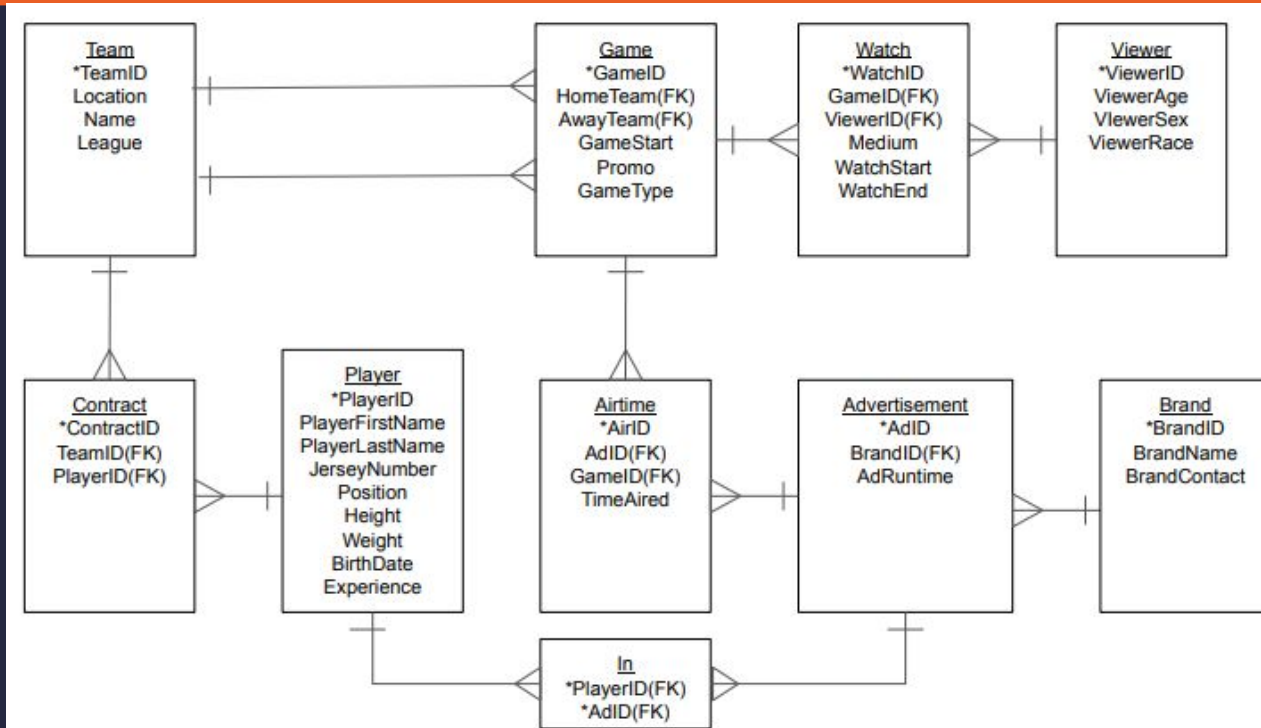 Team
*TeamID
Location
Name
League
Game
*GameID
HomeTeam(FK)
AwayTeam(FK)
GameStart
Promo
GameType
Watch
*WatchID
GameID(FK)
ViewerID(FK)
Medium
WatchStart
WatchEnd
Viewer
*ViewerID
ViewerAge
VIewerSex
ViewerRace
Contract
*ContractID
TeamID(FK)
PlayerID(FK)
Player
*PlayerID
PlayerFirstName
PlayerLastName
JerseyNumber
Position
Height
Weight
BirthDate
Experience
Airtime
*AirID
AdID(FK)
GameID(FK)
TimeAired
Advertisement
*AdID
BrandID(FK)
AdRuntime
Brand
*BrandID
BrandName
BrandContact
In
*PlayerID(FK)
*AdID(FK)